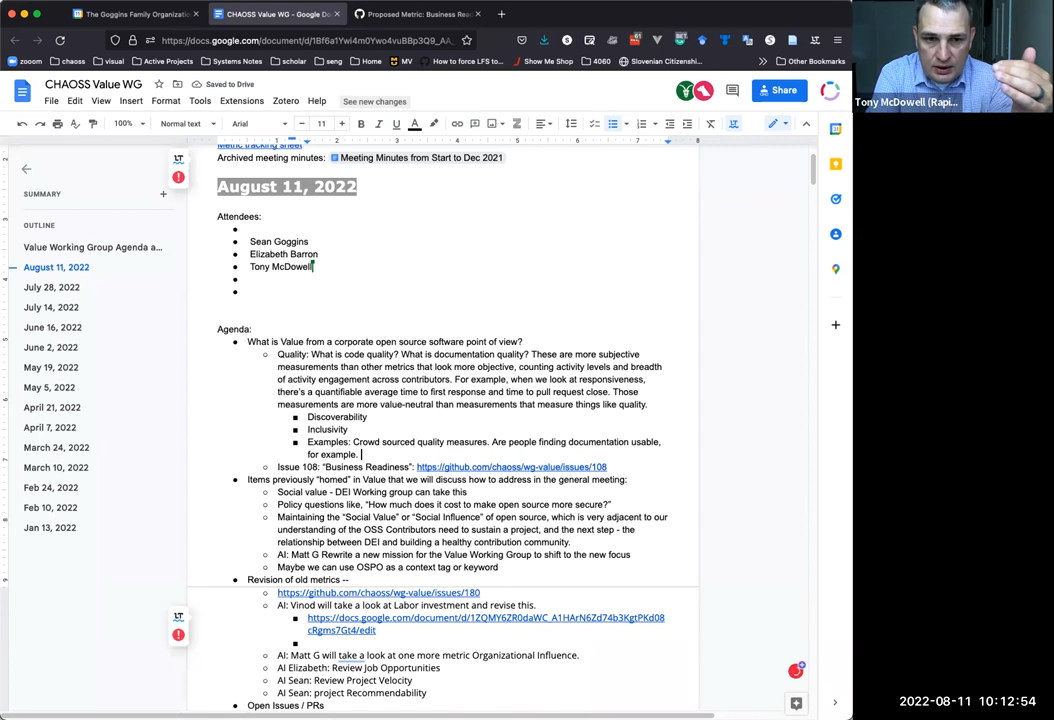 The Goggins Family Organizatio
CHAOSS Value WG - Google Do
Proposed Metric: Business Rea
https://docs.google.com/document/d/1Bf6a1Ywi4m0Ywo4vuBBp3Q9_AA_
zooom
chaoss
visual
Active Projects
Systems Notes
scholar
seng
Home
MV
How to force LFS to...
Show Me Shop
4060
Slovenian Citizenshi...
Other Bookmarks
CHAOSS Value WG
Saved to Drive
File Edit View Insert Format Tools Extensions Zotero Help
See new changes
Share
Tony McDowell (Rapi...
100%
Normal text
Arial
11
SUMMARY
OUTLINE
Value Working Group Agenda a...
August 11, 2022
July 28, 2022
July 14, 2022
June 16, 2022
June 2, 2022
May 19, 2022
May 5, 2022
April 21, 2022
April 7, 2022
March 24, 2022
March 10, 2022
Feb 24, 2022
Feb 10, 2022
Jan 13, 2022
Metric tracking sheet
Archived meeting minutes: Meeting Minutes from Start to Dec 2021
August 11, 2022
Attendees:
Sean Goggins
Elizabeth Barron
Tony McDowell
Agenda:
What is Value from a corporate open source software point of view?
Quality: What is code quality? What is documentation quality? These are more subjective
measurements than other metrics that look more objective, counting activity levels and breadth
of activity engagement across contributors. For example, when we look at responsiveness,
there's a quantifiable average time to first response and time to pull request close. Those
measurements are more value-neutral than measurements that measure things like quality.
Discoverability
Inclusivity
Examples: Crowd sourced quality measures. Are people finding documentation usable,
for example.
Issue 108: "Business Readiness": https://github.com/chaoss/wg-value/issues/108
Items previously "homed" in Value that we will discuss how to address in the general meeting:
Social value - DEI Working group can take this
Policy questions like, "How much does it cost to make open source more secure?"
Maintaining the "Social Value" or "Social Influence" of open source, which is very adjacent to our
understanding of the OSS Contributors need to sustain a project, and the next step - the
relationship between DEI and building a healthy contribution community.
AI: Matt G Rewrite a new mission for the Value Working Group to shift to the new focus
Maybe we can use OSPO as a context tag or keyword
Revision of old metrics --
https://github.com/chaoss/wg-value/issues/180
AI: Vinod will take a look at Labor investment and revise this.
https://docs.google.com/document/d/1ZQMY6ZR0daWC_A1HArN6Zd74b3KgtPKd08
cRgms7Gt4/edit
AI: Matt G will take a look at one more metric Organizational Influence.
AI Elizabeth: Review Job Opportunities
AI Sean: Review Project Velocity
AI Sean: project Recommendability
Open Issues / PRs
2022-08-11 10:12:54